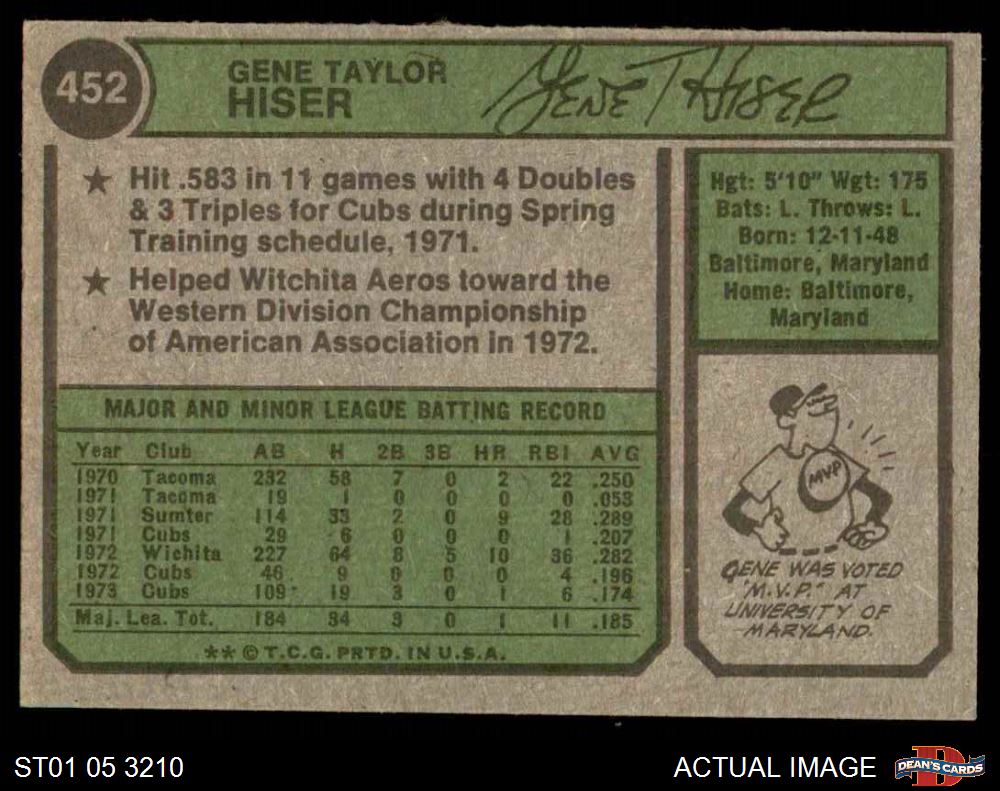 452
GENE TAYLOR
HISER
Gene T Hiser
★ Hit .583 in 11 games with 4 Doubles
& 3 Triples for Cubs during Spring
Training schedule, 1971.
★ Helped Witchita Aeros toward the
Western Division Championship
of American Association in 1972.
Hgt: 5'10" Wgt: 175
Bats: L. Throws: L.
Born: 12-11-48
Baltimore, Maryland
Home: Baltimore,
Maryland
MAJOR AND MINOR LEAGUE BATTING RECORD
Year Club AB H 2B 3B HR RBI AVG
1970 Tacoma 232 58 7 0 2 22 .250
1971 Tacoma 19 1 0 0 0 0 .053
1971 Sumter 114 33 2 0 9 28 .289
1971 Cubs 29 6 0 0 0 1 .207
1972 Wichita 227 64 8 5 10 36 .282
1972 Cubs 46 9 0 0 0 4 .196
1973 Cubs 109 19 3 0 1 6 .174
Maj. Lea. Tot. 184 34 3 0 1 11 .185
** © T.C.G. PRTD. IN U.S.A.
MVP
GENE WAS VOTED
"M.V.P." AT
UNIVERSITY OF
MARYLAND.
ST01 05 3210
ACTUAL IMAGE
DEAN'S CARDS